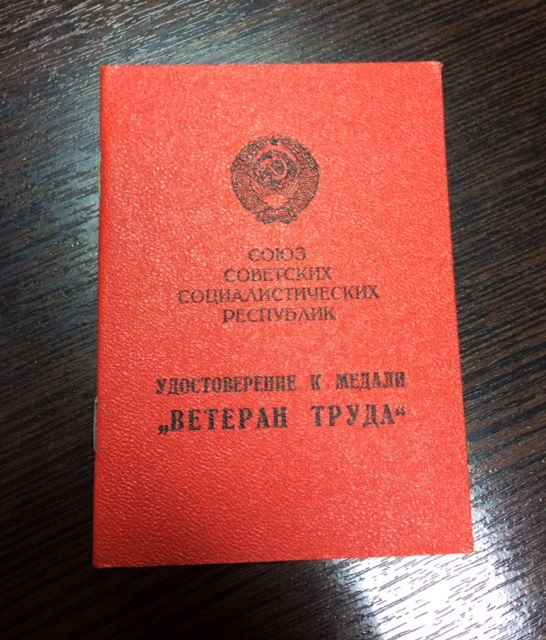 СОЮЗ
СОВЕТСКИХ
СОЦИАЛИСТИЧЕСКИХ
РЕСПУБЛИК
УДОСТОВЕРЕНИЕ К МЕДАЛИ
„ВЕТЕРАН ТРУДА“